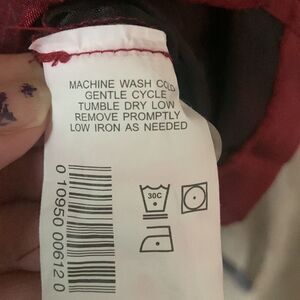 MACHINE WASH COLD
GENTLE CYCLE
TUMBLE DRY LOW
REMOVE PROMPTLY
LOW IRON AS NEEDED
30C
0 10950 00612 0